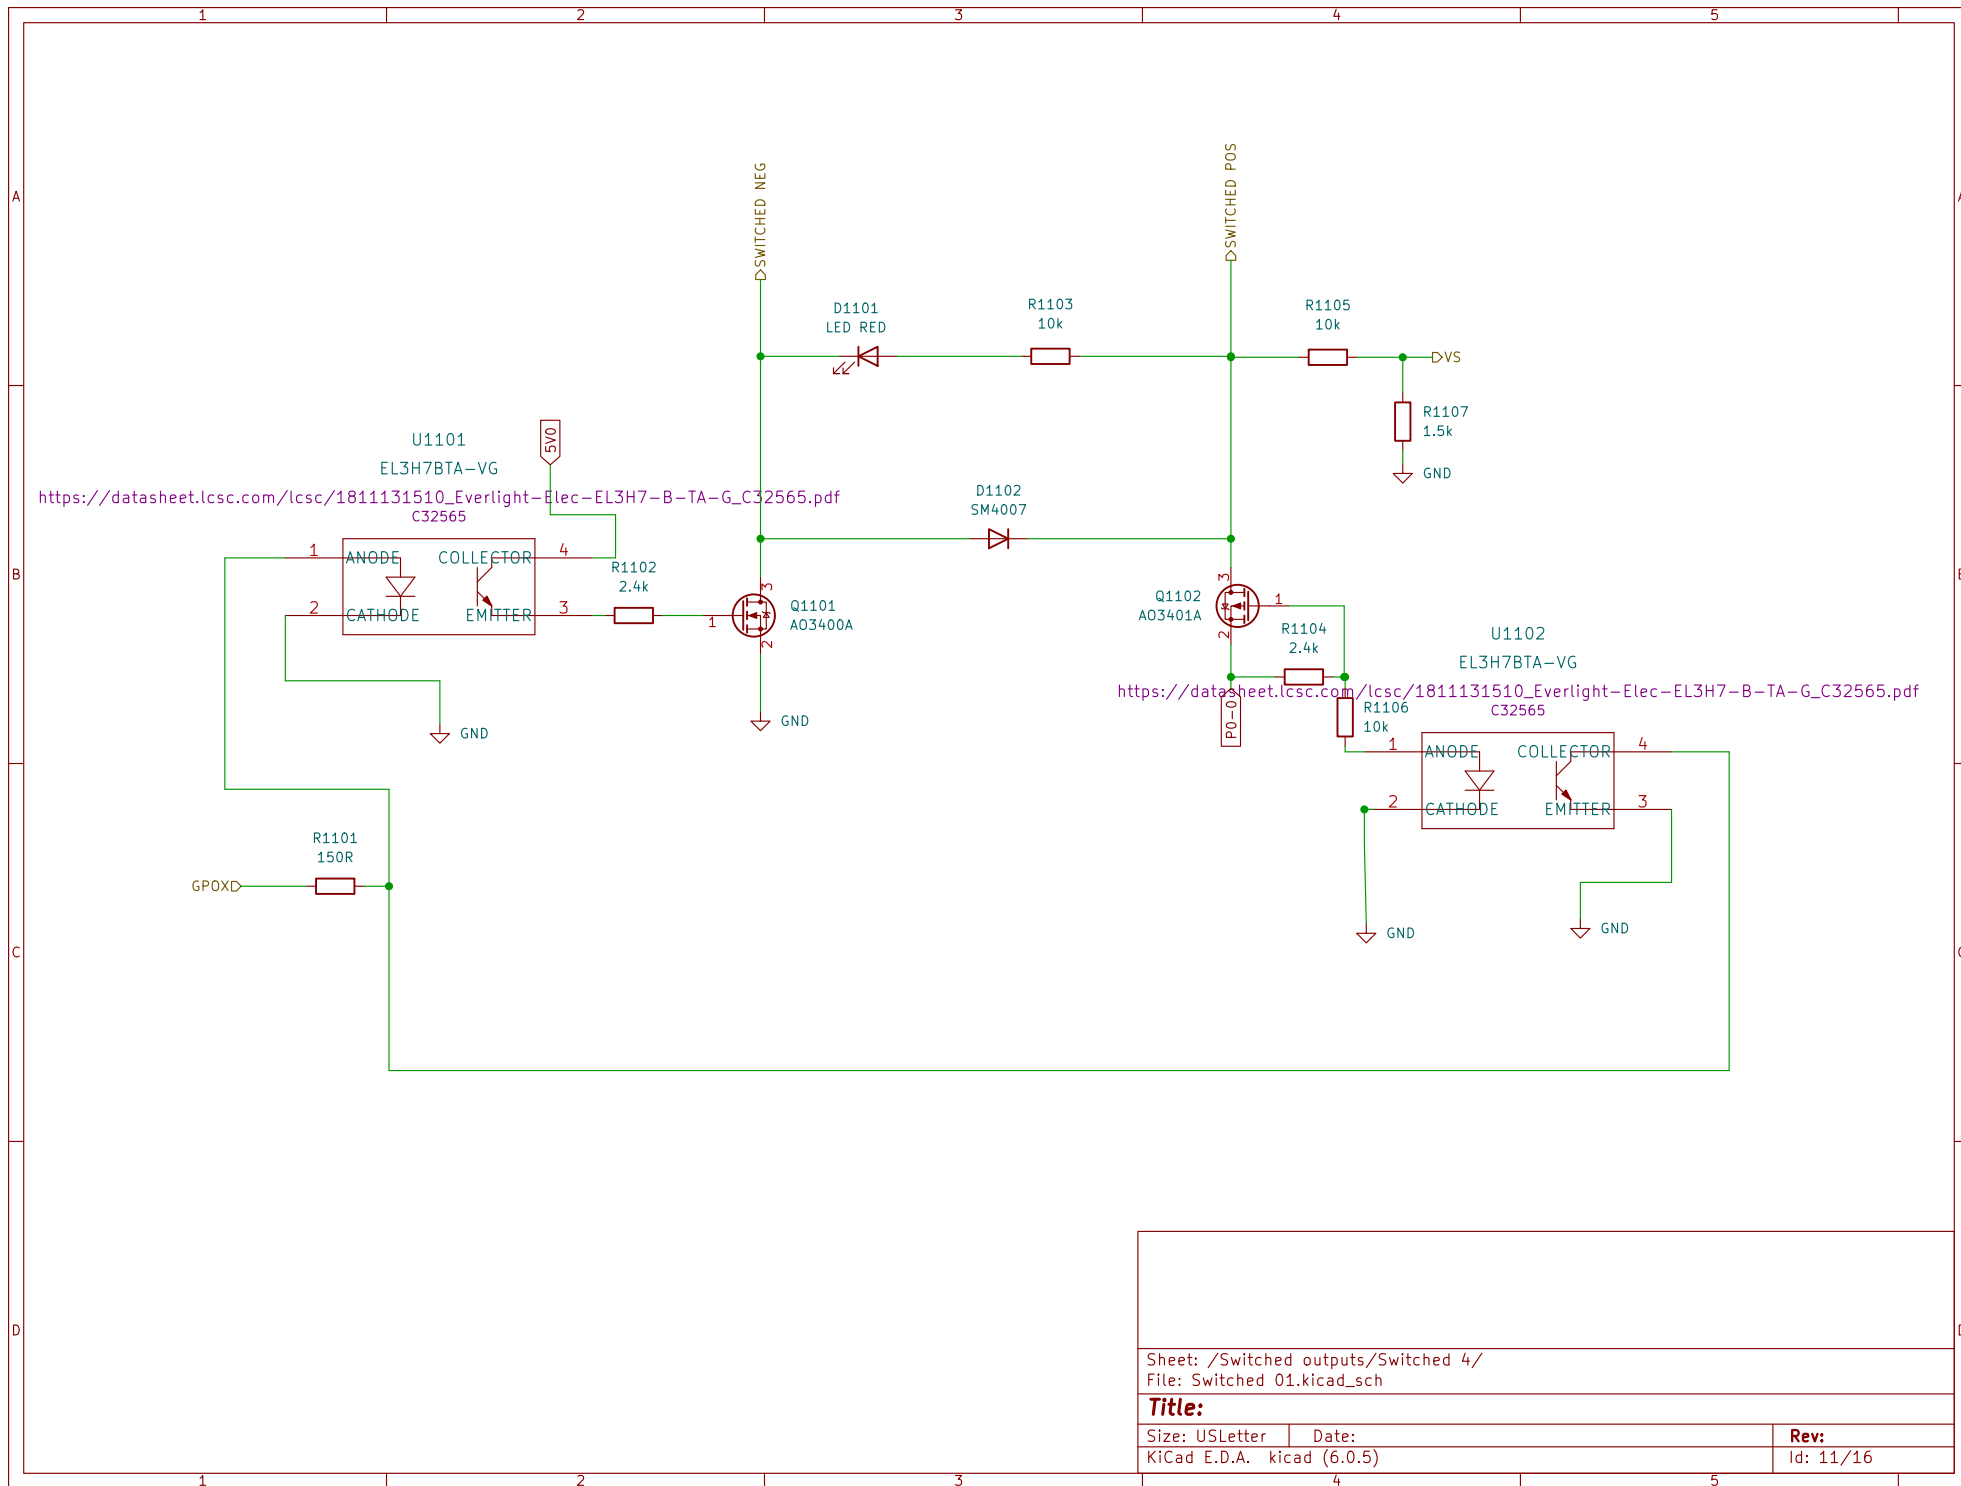 1 2 3 4 5
A
B
C
D
SWITCHED NEG
SWITCHED POS
D1101
LED RED
R1103
10k
R1105
10k
VS
R1107
1.5k
GND
U1101
EL3H7BTA-VG
https://datasheet.lcsc.com/lcsc/1811131510_Everlight-Elec-EL3H7-B-TA-G_C32565.pdf
C32565
5V0
D1102
SM4007
1 ANODE COLLECTOR 4
2 CATHODE EMITTER 3
R1102
2.4k
GND
3
1
2
Q1101
AO3400A
GND
3
1
2
Q1102
AO3401A
R1104
2.4k
P0-0
R1106
10k
U1102
EL3H7BTA-VG
https://datasheet.lcsc.com/lcsc/1811131510_Everlight-Elec-EL3H7-B-TA-G_C32565.pdf
C32565
1 ANODE COLLECTOR 4
2 CATHODE EMITTER 3
GND
GND
R1101
150R
GPOX
Sheet: /Switched outputs/Switched 4/
File: Switched 01.kicad_sch
Title:
Size: USLetter Date: Rev:
KiCad E.D.A. kicad (6.0.5) Id: 11/16
1 2 3 4 5